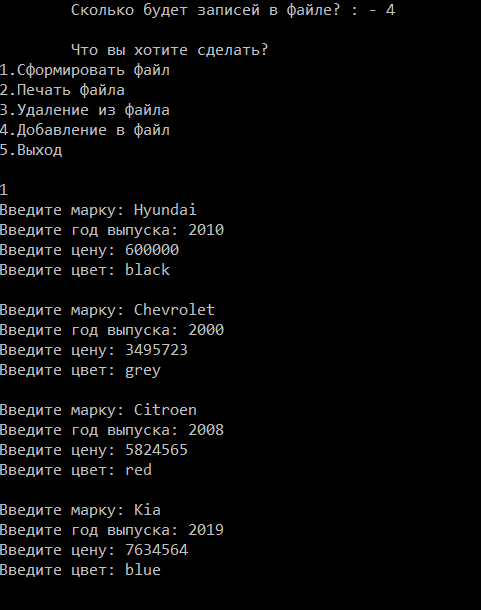 Сколько будет записей в файле? : - 4
Что вы хотите сделать?
1.Сформировать файл
2.Печать файла
3.Удаление из файла
4.Добавление в файл
5.Выход
1
Введите марку: Hyundai
Введите год выпуска: 2010
Введите цену: 600000
Введите цвет: black
Введите марку: Chevrolet
Введите год выпуска: 2000
Введите цену: 3495723
Введите цвет: grey
Введите марку: Citroen
Введите год выпуска: 2008
Введите цену: 5824565
Введите цвет: red
Введите марку: Kia
Введите год выпуска: 2019
Введите цену: 7634564
Введите цвет: blue